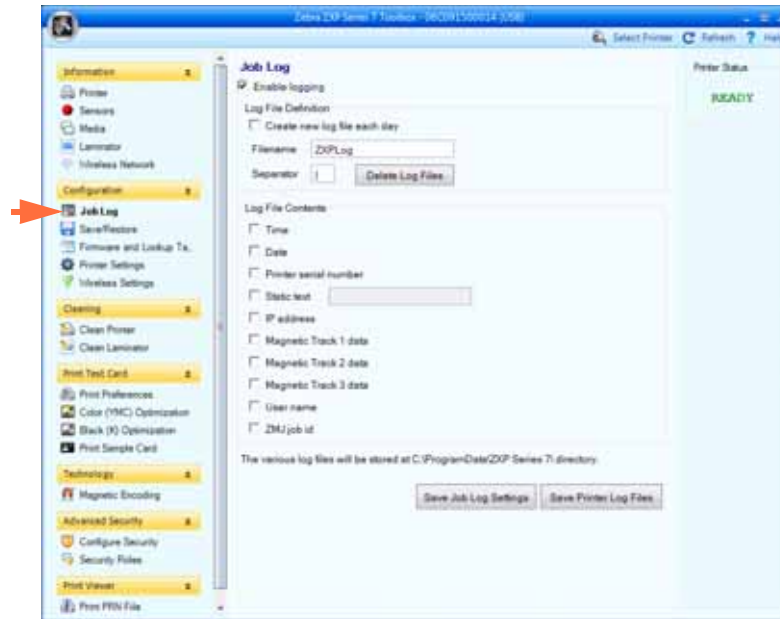 Zebra ZXP Series 7 Toolbox - 06C091500014 (USB)
Select Printer Refresh ? Help
Information
Printer
Sensors
Media
Laminator
Wireless Network
Configuration
Job Log
Save/Restore
Firmware and Lookup Ta..
Printer Settings
Wireless Settings
Cleaning
Clean Printer
Clean Laminator
Print Test Card
Print Preferences
Color (YMC) Optimization
Black (K) Optimization
Print Sample Card
Technology
Magnetic Encoding
Advanced Security
Configure Security
Security Roles
Print Viewer
Print PRN File
Job Log
Enable logging
Log File Definition
Create new log file each day
Filename ZXPLog
Separator |
Delete Log Files
Log File Contents
Time
Date
Printer serial number
Static text
IP address
Magnetic Track 1 data
Magnetic Track 2 data
Magnetic Track 3 data
User name
ZMJ job id
The various log files will be stored at C:\ProgramData\ZXP Series 7\ directory.
Save Job Log Settings Save Printer Log Files
Printer Status
READY